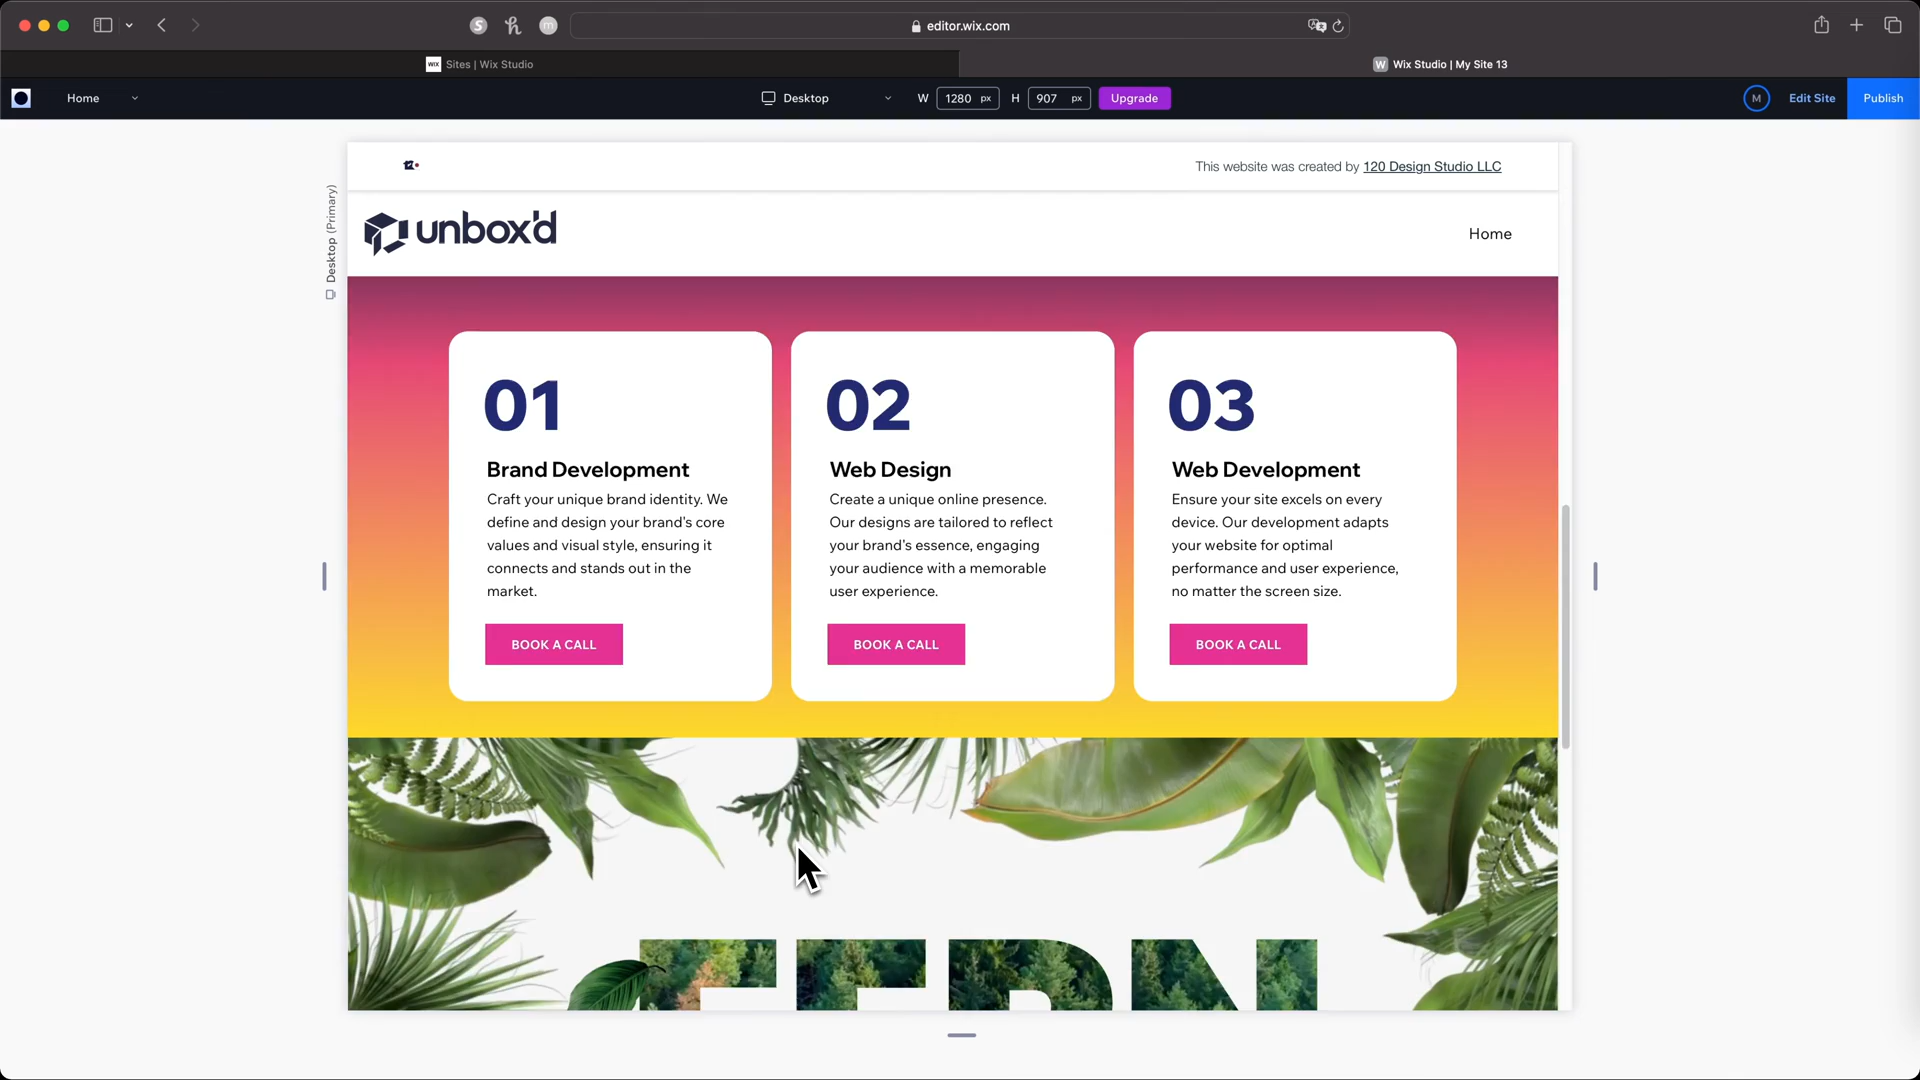 editor.wix.com
WIX Sites | Wix Studio
W Wix Studio | My Site 13
Home
Desktop
W 1280 px H 907 px
Upgrade
M
Edit Site
Publish
Desktop (Primary)
This website was created by 120 Design Studio LLC
unbox'd
Home
01
Brand Development
Craft your unique brand identity. We
define and design your brand's core
values and visual style, ensuring it
connects and stands out in the
market.
BOOK A CALL
02
Web Design
Create a unique online presence.
Our designs are tailored to reflect
your brand's essence, engaging
your audience with a memorable
user experience.
BOOK A CALL
03
Web Development
Ensure your site excels on every
device. Our development adapts
your website for optimal
performance and user experience,
no matter the screen size.
BOOK A CALL
FERN